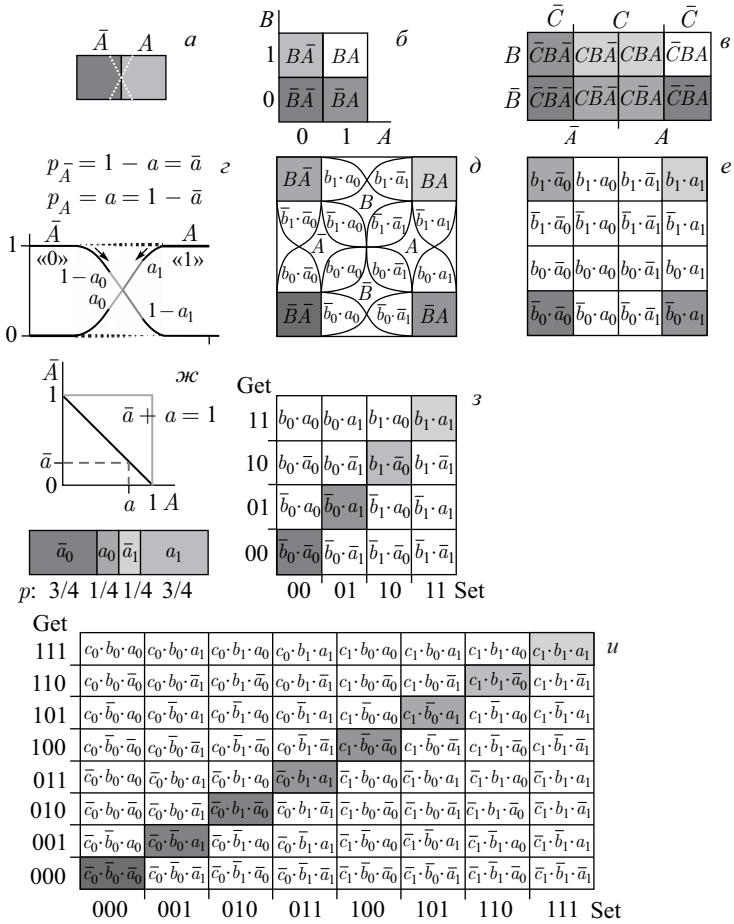 Ā A а
B б
1 BĀ BA
0 B̄Ā B̄A
0 1 A
C̄ C C̄
B C̄BĀ CBĀ CBA C̄BA в
B̄ C̄B̄Ā CB̄Ā CB̄A C̄B̄A
Ā A
p_Ā = 1 − a = ā г
p_A = a = 1 − ā
1 Ā A
«0» «1»
1 − a₀ a₁
a₀ 1 − a₁
0
BĀ b₁·a₀ b₁·ā₁ BA д
B
b̄₁·ā₀ b̄₁·a₀ b̄₁·ā₁ b̄₁·a₁
Ā A
b₀·ā₀ b₀·a₀ b₀·ā₁ b₀·a₁
B̄
B̄Ā b̄₀·a₀ b̄₀·ā₁ B̄A
b₁·ā₀ b₁·a₀ b₁·ā₁ b₁·a₁ е
b̄₁·ā₀ b̄₁·a₀ b̄₁·ā₁ b̄₁·a₁
b₀·ā₀ b₀·a₀ b₀·ā₁ b₀·a₁
b̄₀·ā₀ b̄₀·a₀ b̄₀·ā₁ b̄₀·a₁
Ā ж
1
ā + a = 1
ā
0
a 1 A
ā₀ a₀ ā₁ a₁
p: 3/4 1/4 1/4 3/4
Get з
11 b₀·a₀ b₀·a₁ b₁·a₀ b₁·a₁
10 b₀·ā₀ b₀·ā₁ b₁·ā₀ b₁·ā₁
01 b̄₀·a₀ b̄₀·a₁ b̄₁·a₀ b̄₁·a₁
00 b̄₀·ā₀ b̄₀·ā₁ b̄₁·ā₀ b̄₁·ā₁
00 01 10 11 Set
Get
111 c₀·b₀·a₀ c₀·b₀·a₁ c₀·b₁·a₀ c₀·b₁·a₁ c₁·b₀·a₀ c₁·b₀·a₁ c₁·b₁·a₀ c₁·b₁·a₁ и
110 c₀·b₀·ā₀ c₀·b₀·ā₁ c₀·b₁·ā₀ c₀·b₁·ā₁ c₁·b₀·ā₀ c₁·b₀·ā₁ c₁·b₁·ā₀ c₁·b₁·ā₁
101 c₀·b̄₀·a₀ c₀·b̄₀·a₁ c₀·b̄₁·a₀ c₀·b̄₁·a₁ c₁·b̄₀·a₀ c₁·b̄₀·a₁ c₁·b̄₁·a₀ c₁·b̄₁·a₁
100 c₀·b̄₀·ā₀ c₀·b̄₀·ā₁ c₀·b̄₁·ā₀ c₀·b̄₁·ā₁ c₁·b̄₀·ā₀ c₁·b̄₀·ā₁ c₁·b̄₁·ā₀ c₁·b̄₁·ā₁
011 c̄₀·b₀·a₀ c̄₀·b₀·a₁ c̄₀·b₁·a₀ c̄₀·b₁·a₁ c̄₁·b₀·a₀ c̄₁·b₀·a₁ c̄₁·b₁·a₀ c̄₁·b₁·a₁
010 c̄₀·b₀·ā₀ c̄₀·b₀·ā₁ c̄₀·b₁·ā₀ c̄₀·b₁·ā₁ c̄₁·b₀·ā₀ c̄₁·b₀·ā₁ c̄₁·b₁·ā₀ c̄₁·b₁·ā₁
001 c̄₀·b̄₀·a₀ c̄₀·b̄₀·a₁ c̄₀·b̄₁·a₀ c̄₀·b̄₁·a₁ c̄₁·b̄₀·a₀ c̄₁·b̄₀·a₁ c̄₁·b̄₁·a₀ c̄₁·b̄₁·a₁
000 c̄₀·b̄₀·ā₀ c̄₀·b̄₀·ā₁ c̄₀·b̄₁·ā₀ c̄₀·b̄₁·ā₁ c̄₁·b̄₀·ā₀ c̄₁·b̄₀·ā₁ c̄₁·b̄₁·ā₀ c̄₁·b̄₁·ā₁
000 001 010 011 100 101 110 111 Set